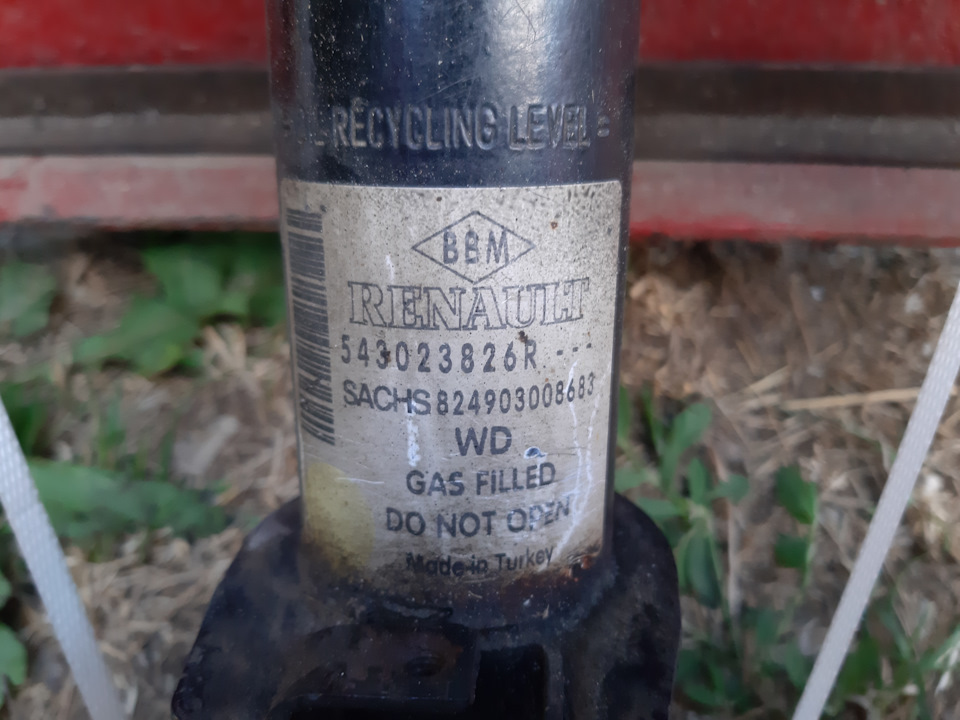 RECYCLING LEVEL =
BBM
RENAULT
543023826R ---
SACHS 824903008683
WD
GAS FILLED
DO NOT OPEN
Made in Turkey